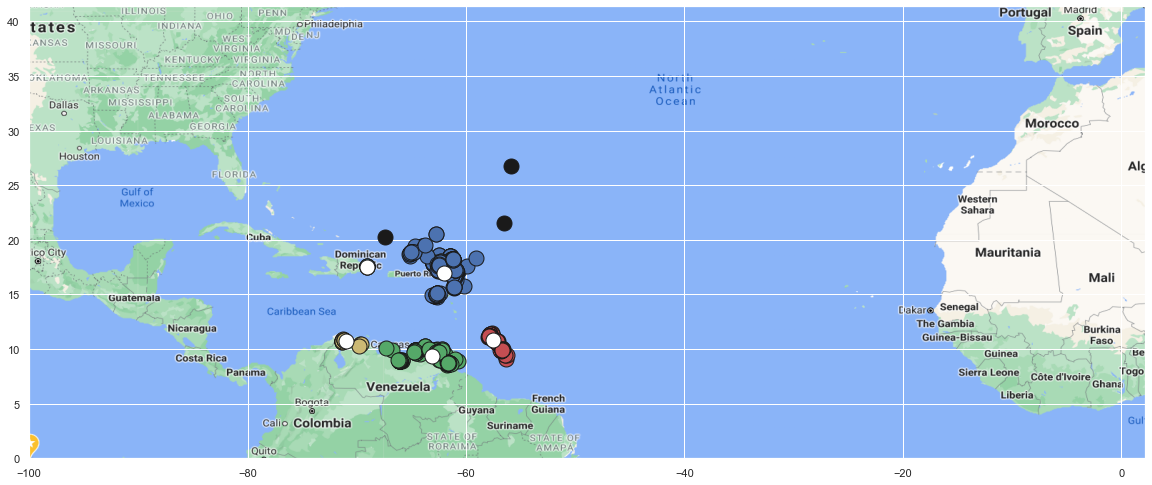 ILLINOIS
OHIO
PENN
Madrid
Portugal
tates
INDIANA
Philadelphia
Spain
40
KANSAS
MISSOURI
WEST
VIRGINIA
MD
DE
NJ
KENTUCKY
VIRGINIA
35
OKLAHOMA
TENNESSEE
NORTH
CAROLINA
North
Atlantic
Ocean
ARKANSAS
Dallas
MISSISSIPPI
SOUTH
CAROLINA
ALABAMA
GEORGIA
Morocco
30
EXAS
LOUISIANA
Houston
FLORIDA
Alg
25
Gulf of
Mexico
Western
Sahara
20
Cuba
ico City
Dominican
Republic
Puerto Ri
Mauritania
Mali
15
Guatemala
Caribbean Sea
Dakar
Senegal
The Gambia
Guinea-Bissau
Burkina
Faso
Nicaragua
10
Costa Rica
Panama
Guinea
Sierra Leone
Côte d'Ivoire
Ghana
Be
Togo
Liberia
Venezuela
5
Bogota
Cali
Colombia
Guyana
Suriname
French
Guiana
Gulf
STATE OF
RORAIMA
STATE OF
AMAPA
Quito
0
−100
−80
−60
−40
−20
0